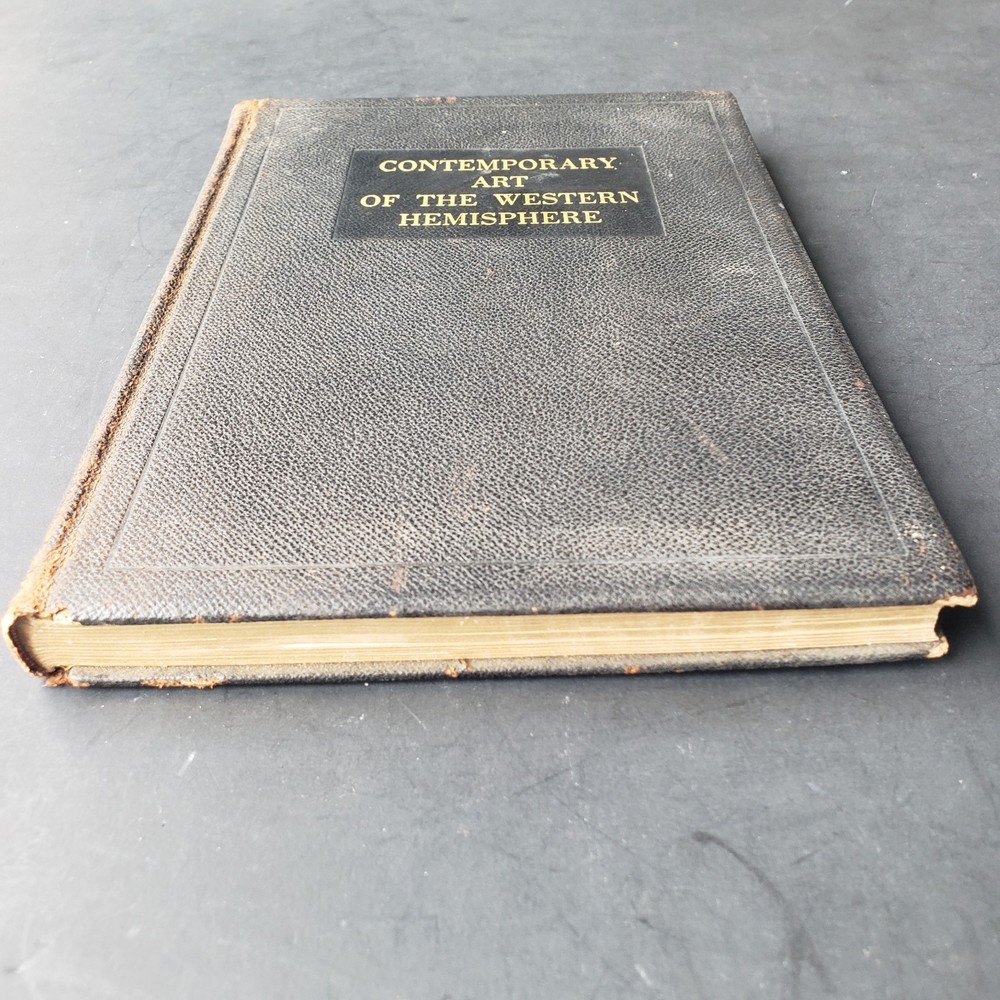 CONTEMPORARY
ART
OF THE WESTERN
HEMISPHERE